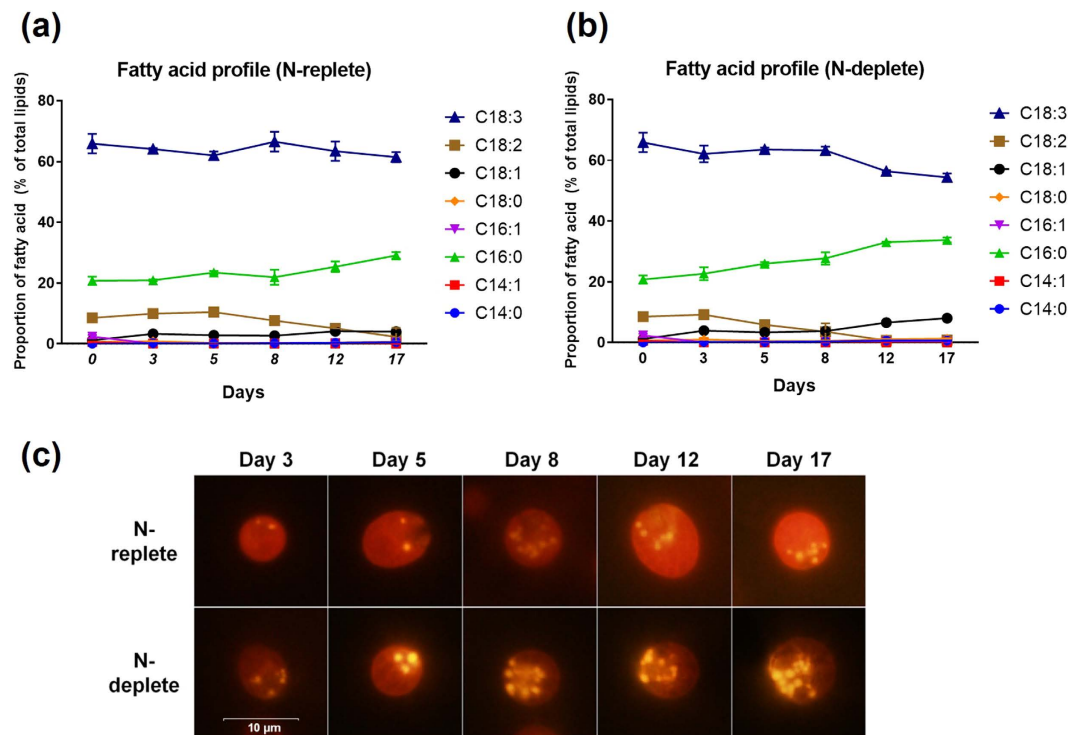 (a)
Fatty acid profile (N-replete)
Proportion of fatty acid (% of total lipids)
80
60
40
20
0
0 3 5 8 12 17
Days
C18:3
C18:2
C18:1
C18:0
C16:1
C16:0
C14:1
C14:0
(b)
Fatty acid profile (N-deplete)
Proportion of fatty acid (% of total lipids)
80
60
40
20
0
0 3 5 8 12 17
Days
C18:3
C18:2
C18:1
C18:0
C16:1
C16:0
C14:1
C14:0
(c)
Day 3 Day 5 Day 8 Day 12 Day 17
N-
replete
N-
deplete
10 µm